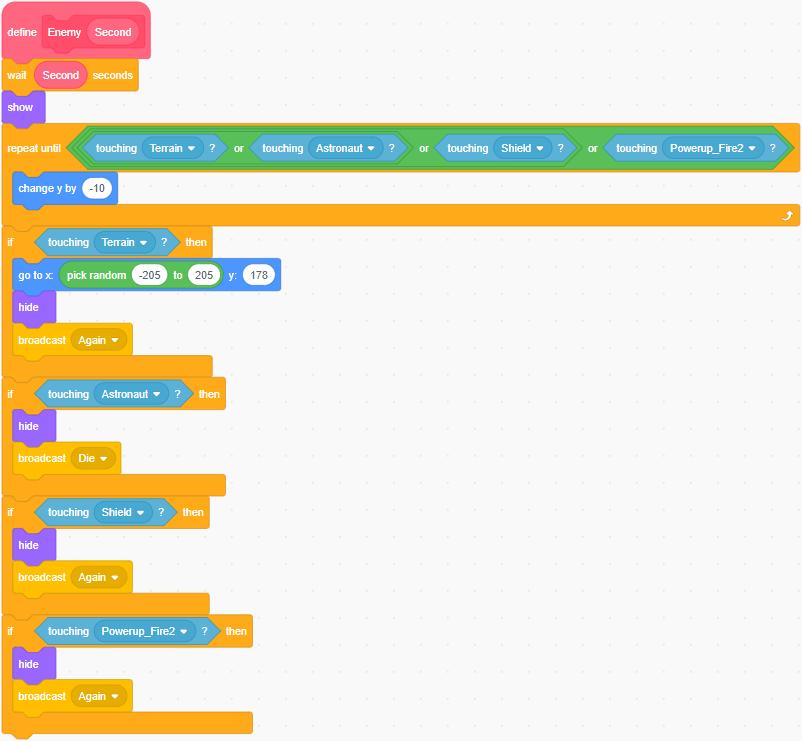 define Enemy Second
wait Second seconds
show
repeat until touching Terrain ? or touching Astronaut ? or touching Shield ? or touching Powerup_Fire2 ?
change y by -10
if touching Terrain ? then
go to x: pick random -205 to 205 y: 178
hide
broadcast Again
if touching Astronaut ? then
hide
broadcast Die
if touching Shield ? then
hide
broadcast Again
if touching Powerup_Fire2 ? then
hide
broadcast Again